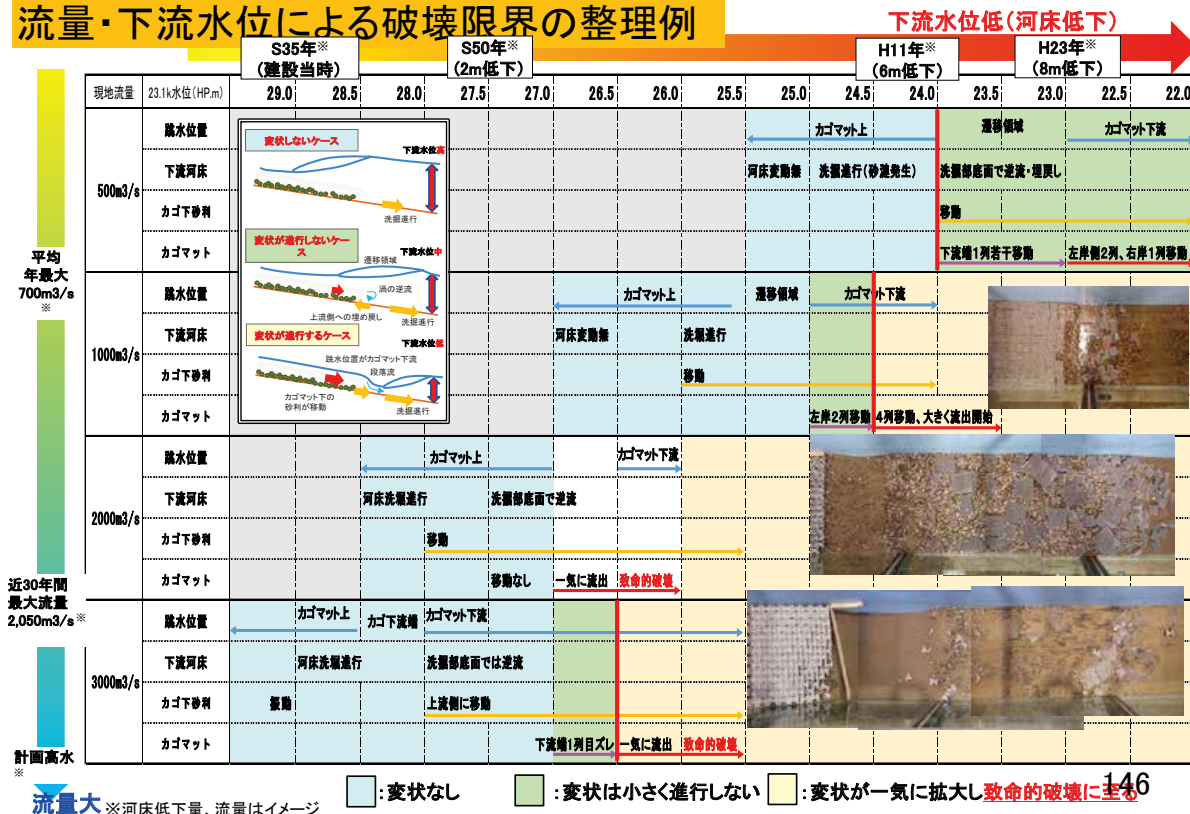 流量・下流水位による破壊限界の整理例
下流水位低(河床低下)
S35年※
(建設当時)
S50年※
(2m低下)
H11年※
(6m低下)
H23年※
(8m低下)
現地流量 23.1k水位(HP.m) 29.0 28.5 28.0 27.5 27.0 26.5 26.0 25.5 25.0 24.5 24.0 23.5 23.0 22.5 22.0
平均
年最大
700m3/s
※
近30年間
最大流量
2,050m3/s※
計画高水
※
流量大
500m3/s
跳水位置 カゴマット上 遷移領域 カゴマット下流
下流河床 河床変動無 洗掘進行(砂漣発生) 洗掘部底面で逆流・埋戻し
カゴ下砂利 移動
カゴマット 下流端1列若干移動 左岸側2列、右岸1列移動
1000m3/s
跳水位置 カゴマット上 遷移領域 カゴマット下流
下流河床 河床変動無 洗堀進行
カゴ下砂利 移動
カゴマット 左岸2列移動 4列移動、大きく流出開始
2000m3/s
跳水位置 カゴマット上 カゴマット下流
下流河床 河床洗堀進行 洗掘部底面で逆流
カゴ下砂利 移動
カゴマット 移動なし 一気に流出 致命的破壊
3000m3/s
跳水位置 カゴマット上 カゴ下流端 カゴマット下流
下流河床 河床洗堀進行 洗掘部底面では逆流
カゴ下砂利 振動 上流側に移動
カゴマット 下流端1列目ズレ 一気に流出 致命的破壊
変状しないケース
下流水位高
洗掘進行
変状が進行しないケー
ス
下流水位中
遷移領域
渦の逆流
上流側への埋め戻し
洗掘進行
変状が進行するケース
下流水位低
跳水位置がカゴマット下流
段落流
カゴマット下の
砂利が移動
洗掘進行
※河床低下量、流量はイメージ
:変状なし
:変状は小さく進行しない
:変状が一気に拡大し致命的破壊に至る
146